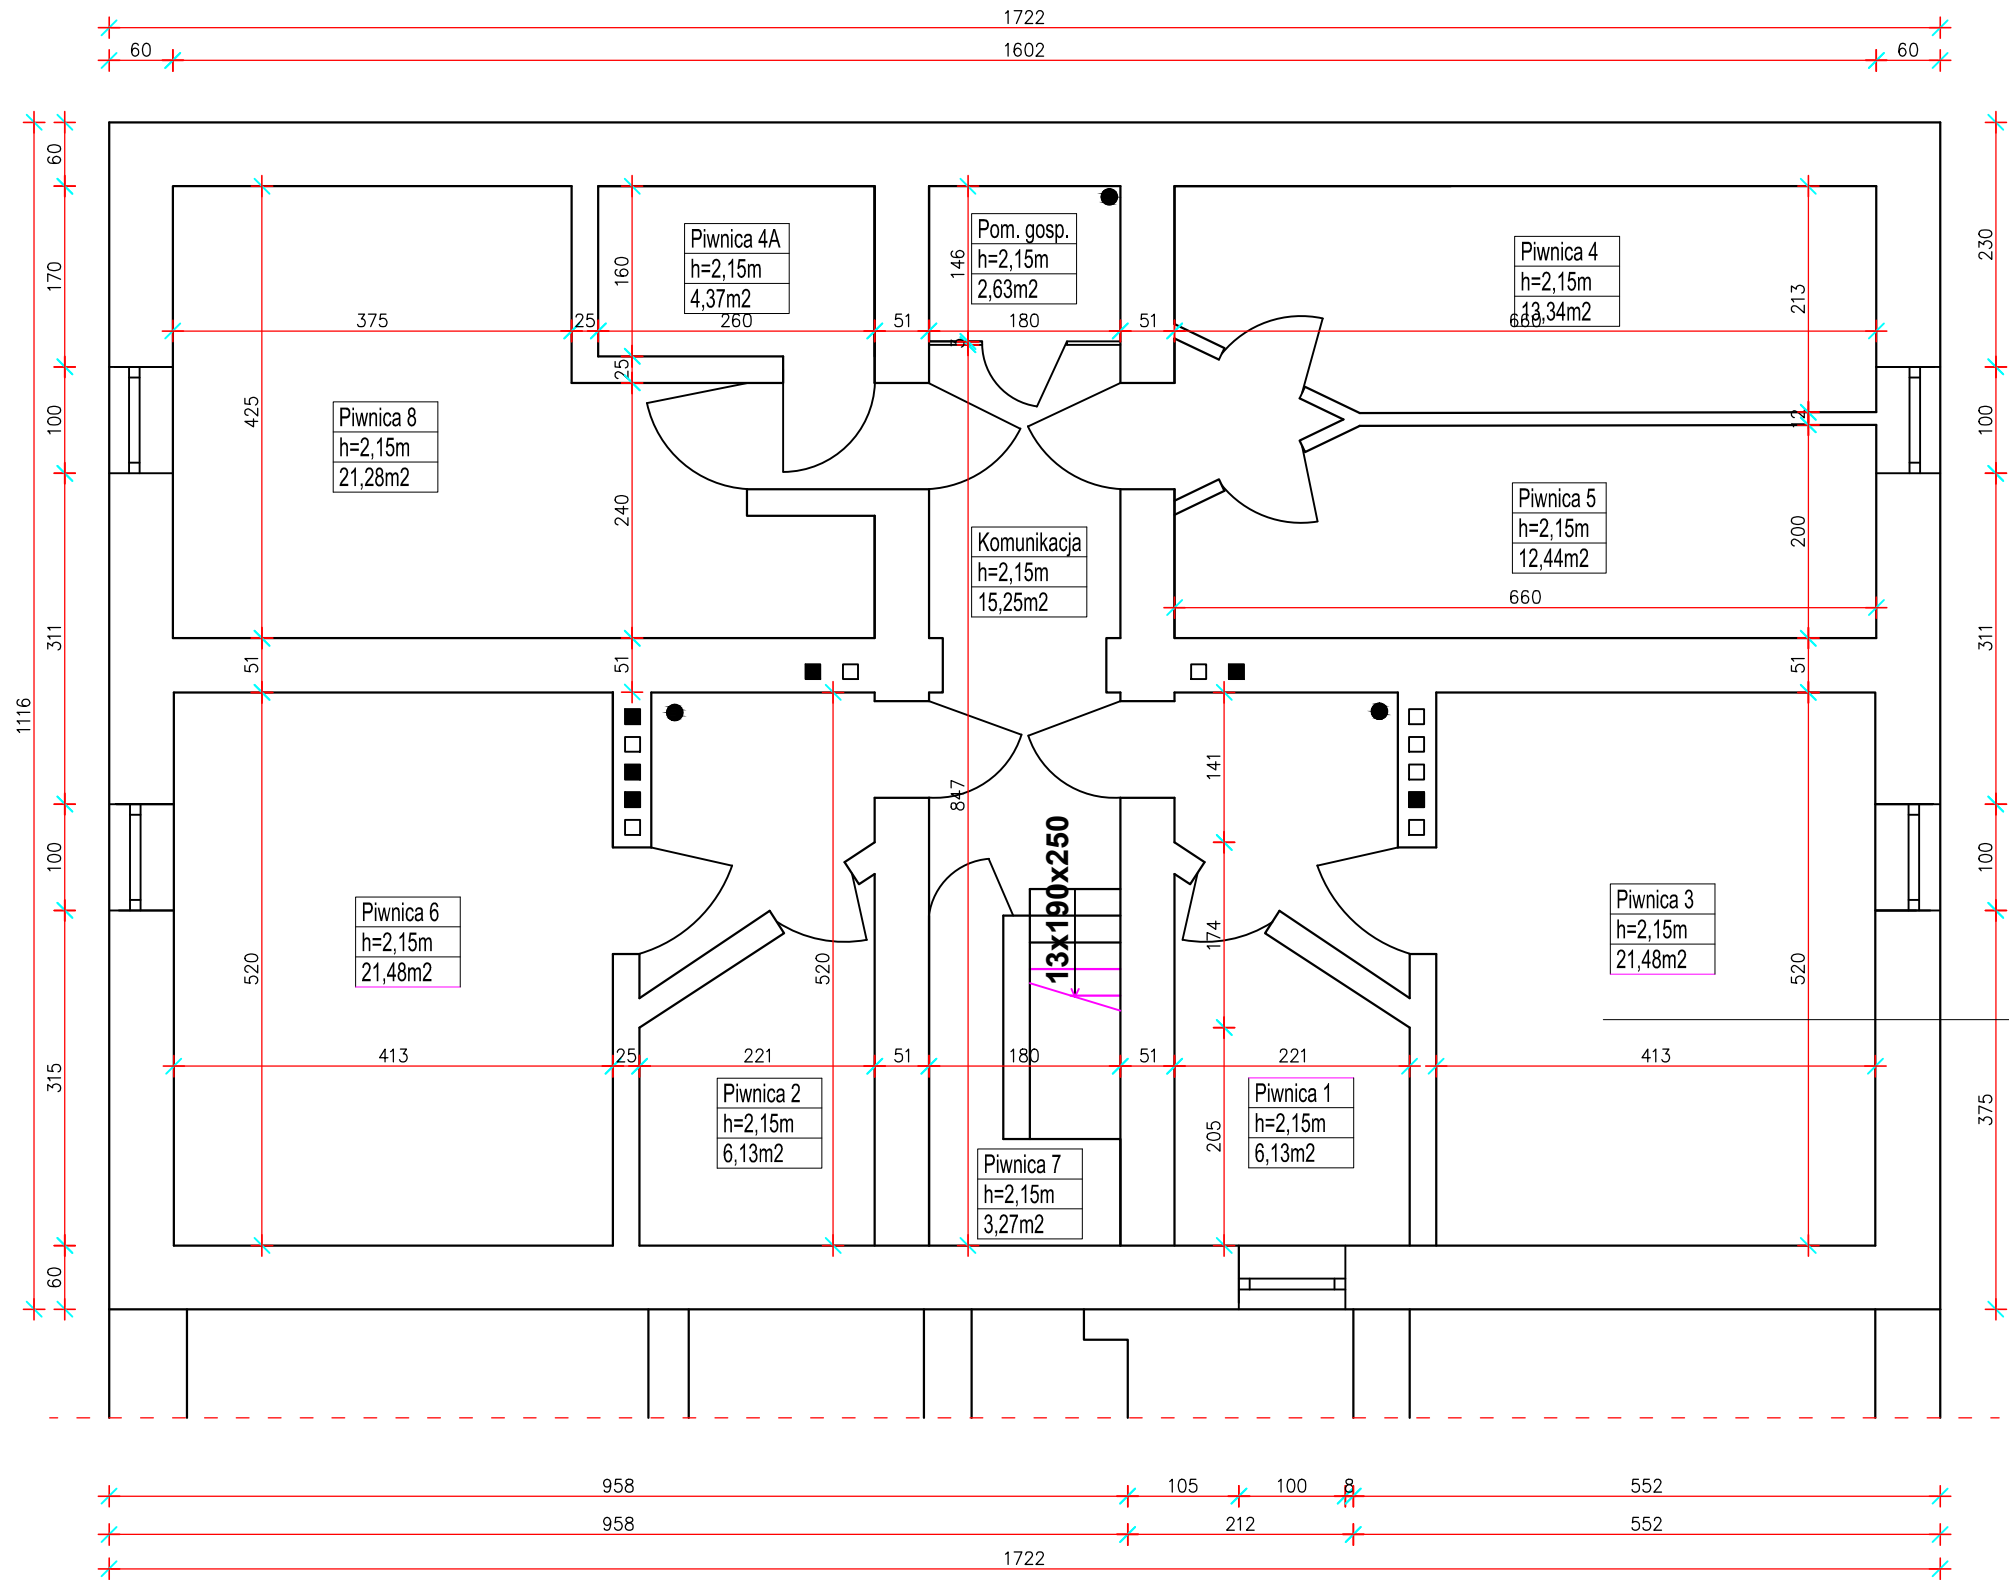 1722
60 1602 60
60
170
100
311
100
315
60
1116
230
100
311
100
375
Piwnica 4A
h=2,15m
4,37m2
Pom. gosp.
h=2,15m
2,63m2
Piwnica 4
h=2,15m
13,34m2
160
146
213
375 25 260 51 180 51 660
3
25
12
425
Piwnica 8
h=2,15m
21,28m2
240
Piwnica 5
h=2,15m
12,44m2
200
Komunikacja
h=2,15m
15,25m2
660
51
51
51
141
847
13x190x250
174
Piwnica 6
h=2,15m
21,48m2
520
520
Piwnica 3
h=2,15m
21,48m2
520
413 25 221 51 180 51 221 413
Piwnica 2
h=2,15m
6,13m2
Piwnica 1
h=2,15m
6,13m2
205
Piwnica 7
h=2,15m
3,27m2
958 105 100 8 552
958 212 552
1722